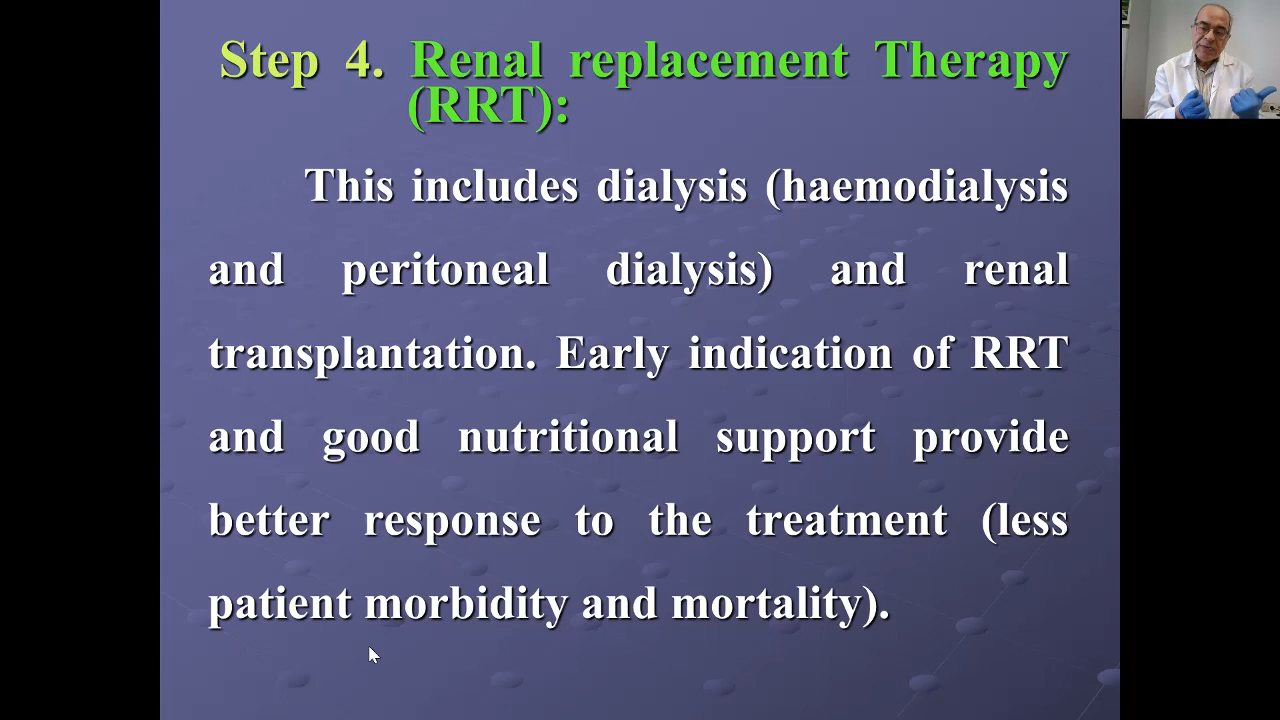 Step 4. Renal replacement Therapy
(RRT):
This includes dialysis (haemodialysis
and peritoneal dialysis) and renal
transplantation. Early indication of RRT
and good nutritional support provide
better response to the treatment (less
patient morbidity and mortality).